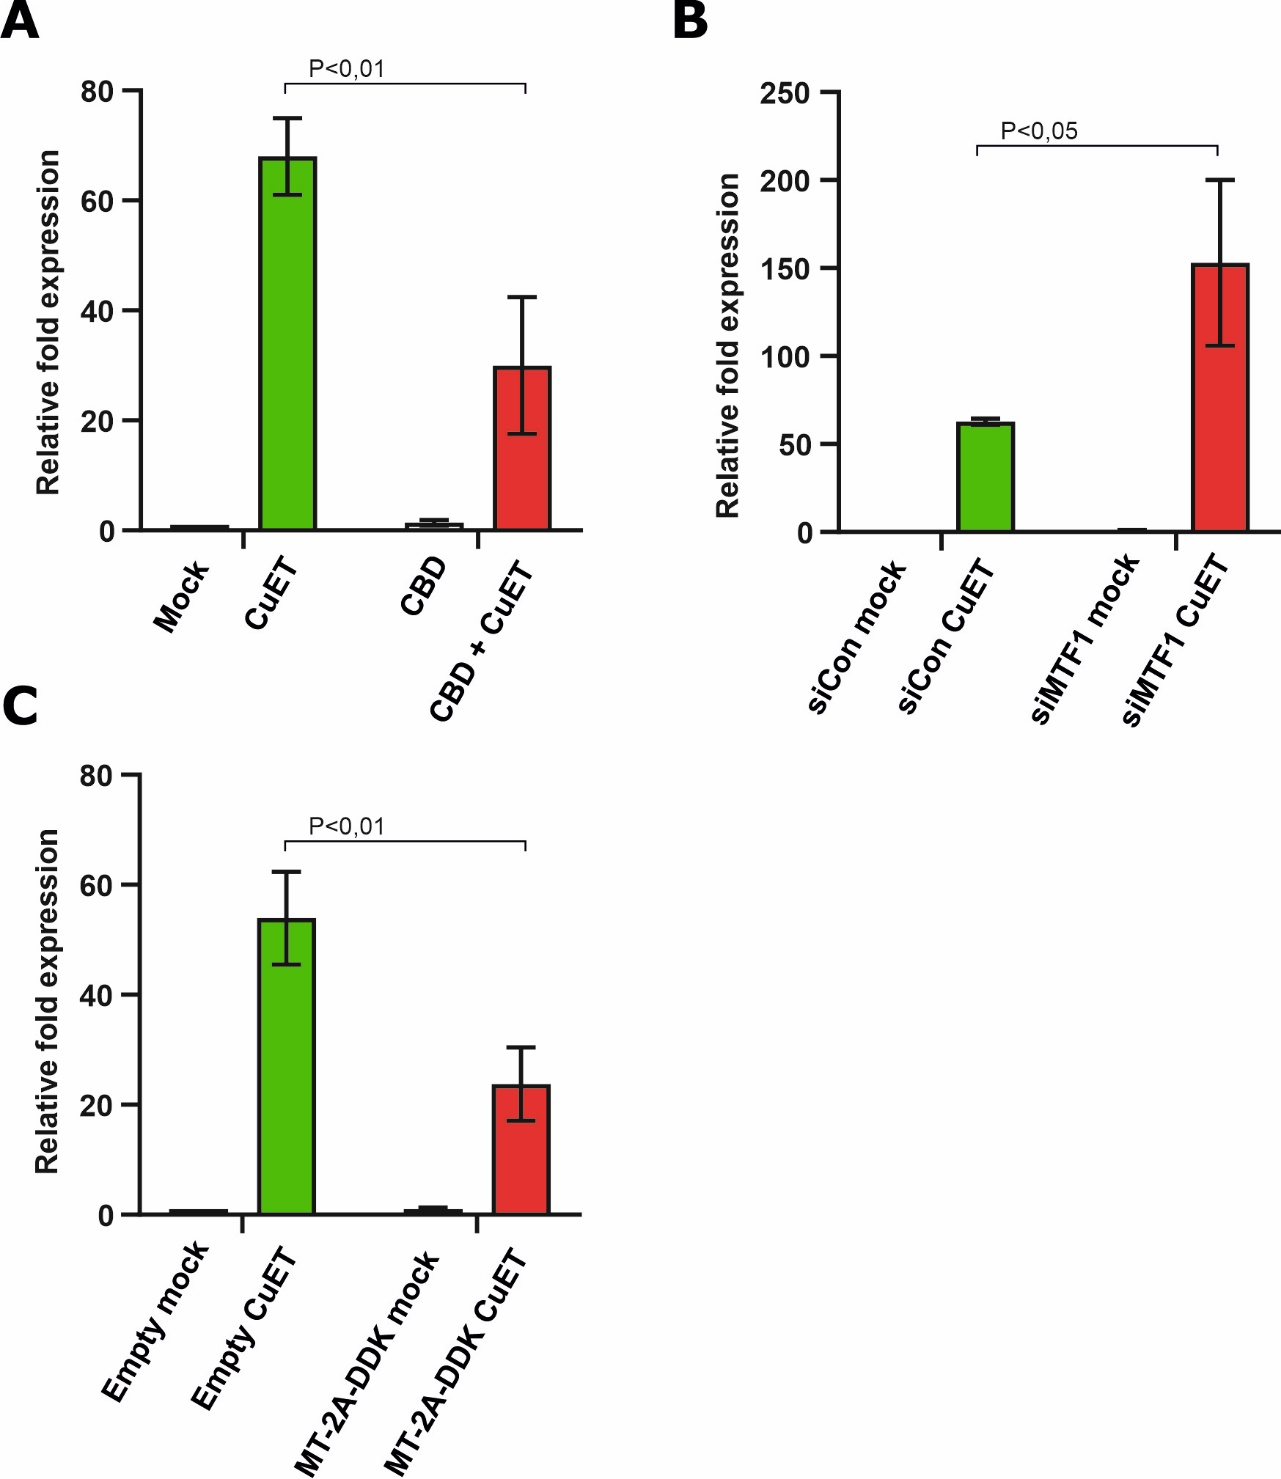 A
P<0,01
80
60
40
20
0
Relative fold expression
Mock
CuET
CBD
CBD + CuET
B
P<0,05
250
200
150
100
50
0
Relative fold expression
siCon mock
siCon CuET
siMTF1 mock
siMTF1 CuET
C
P<0,01
80
60
40
20
0
Relative fold expression
Empty mock
Empty CuET
MT-2A-DDK mock
MT-2A-DDK CuET